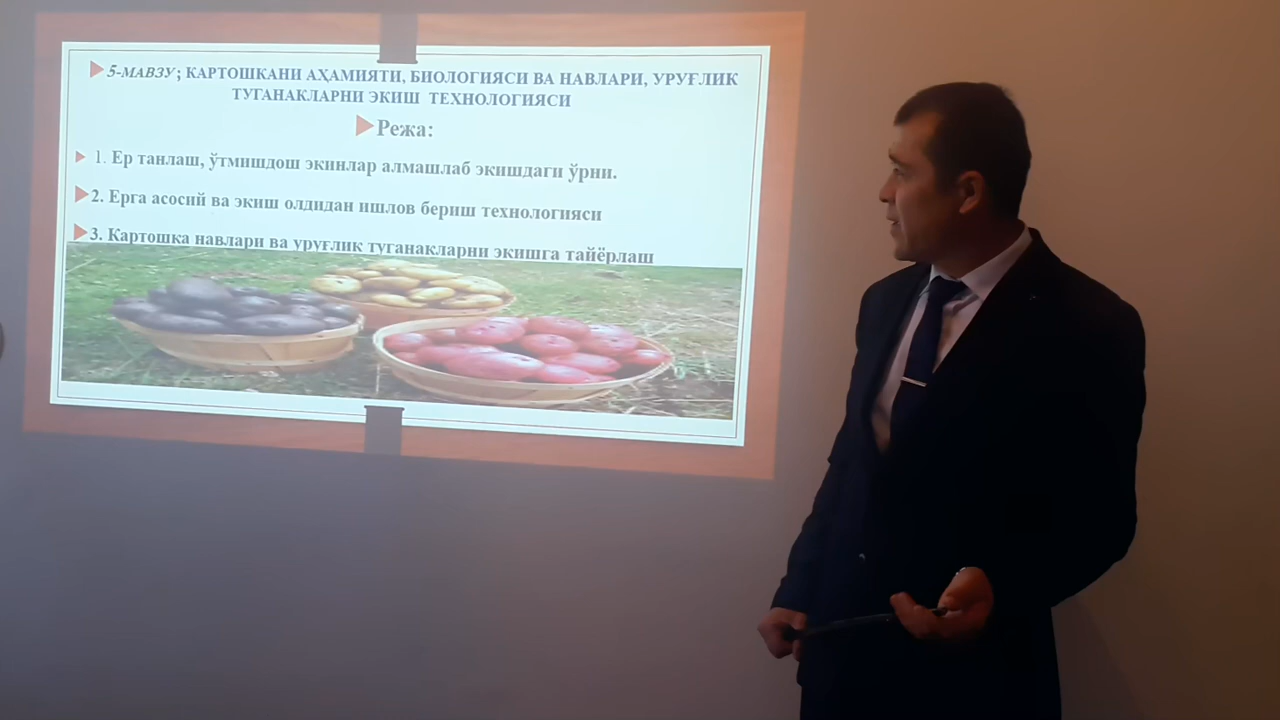 5-МАВЗУ; КАРТОШКАНИ АҲАМИЯТИ, БИОЛОГИЯСИ ВА НАВЛАРИ, УРУҒЛИК
ТУГАНАКЛАРНИ ЭКИШ ТЕХНОЛОГИЯСИ
Режа:
1. Ер танлаш, ўтмишдош экинлар алмашлаб экишдаги ўрни.
2. Ерга асосий ва экиш олдидан ишлов бериш технологияси
3. Картошка навлари ва уруғлик туганакларни экишга тайёрлаш